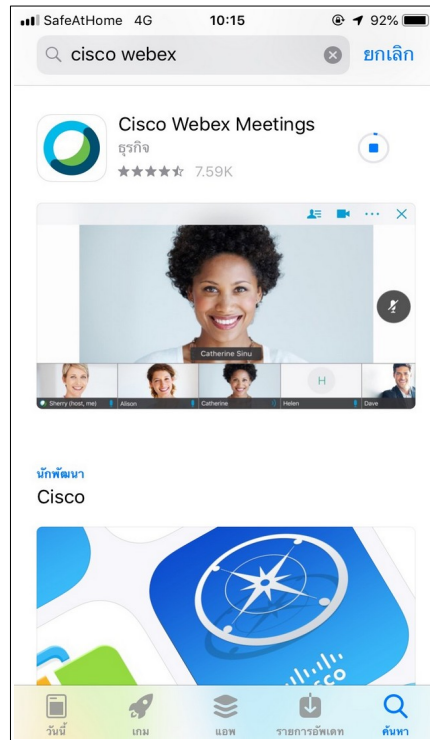 SafeAtHome 4G 10:15 92%
cisco webex ยกเลิก
Cisco Webex Meetings
ธุรกิจ
7.59K
Catherine Sinu
H
Sherry (host, me) Alison Catherine Helen Dave
นักพัฒนา
Cisco
cisco
วันนี้ เกม แอพ รายการอัพเดท ค้นหา